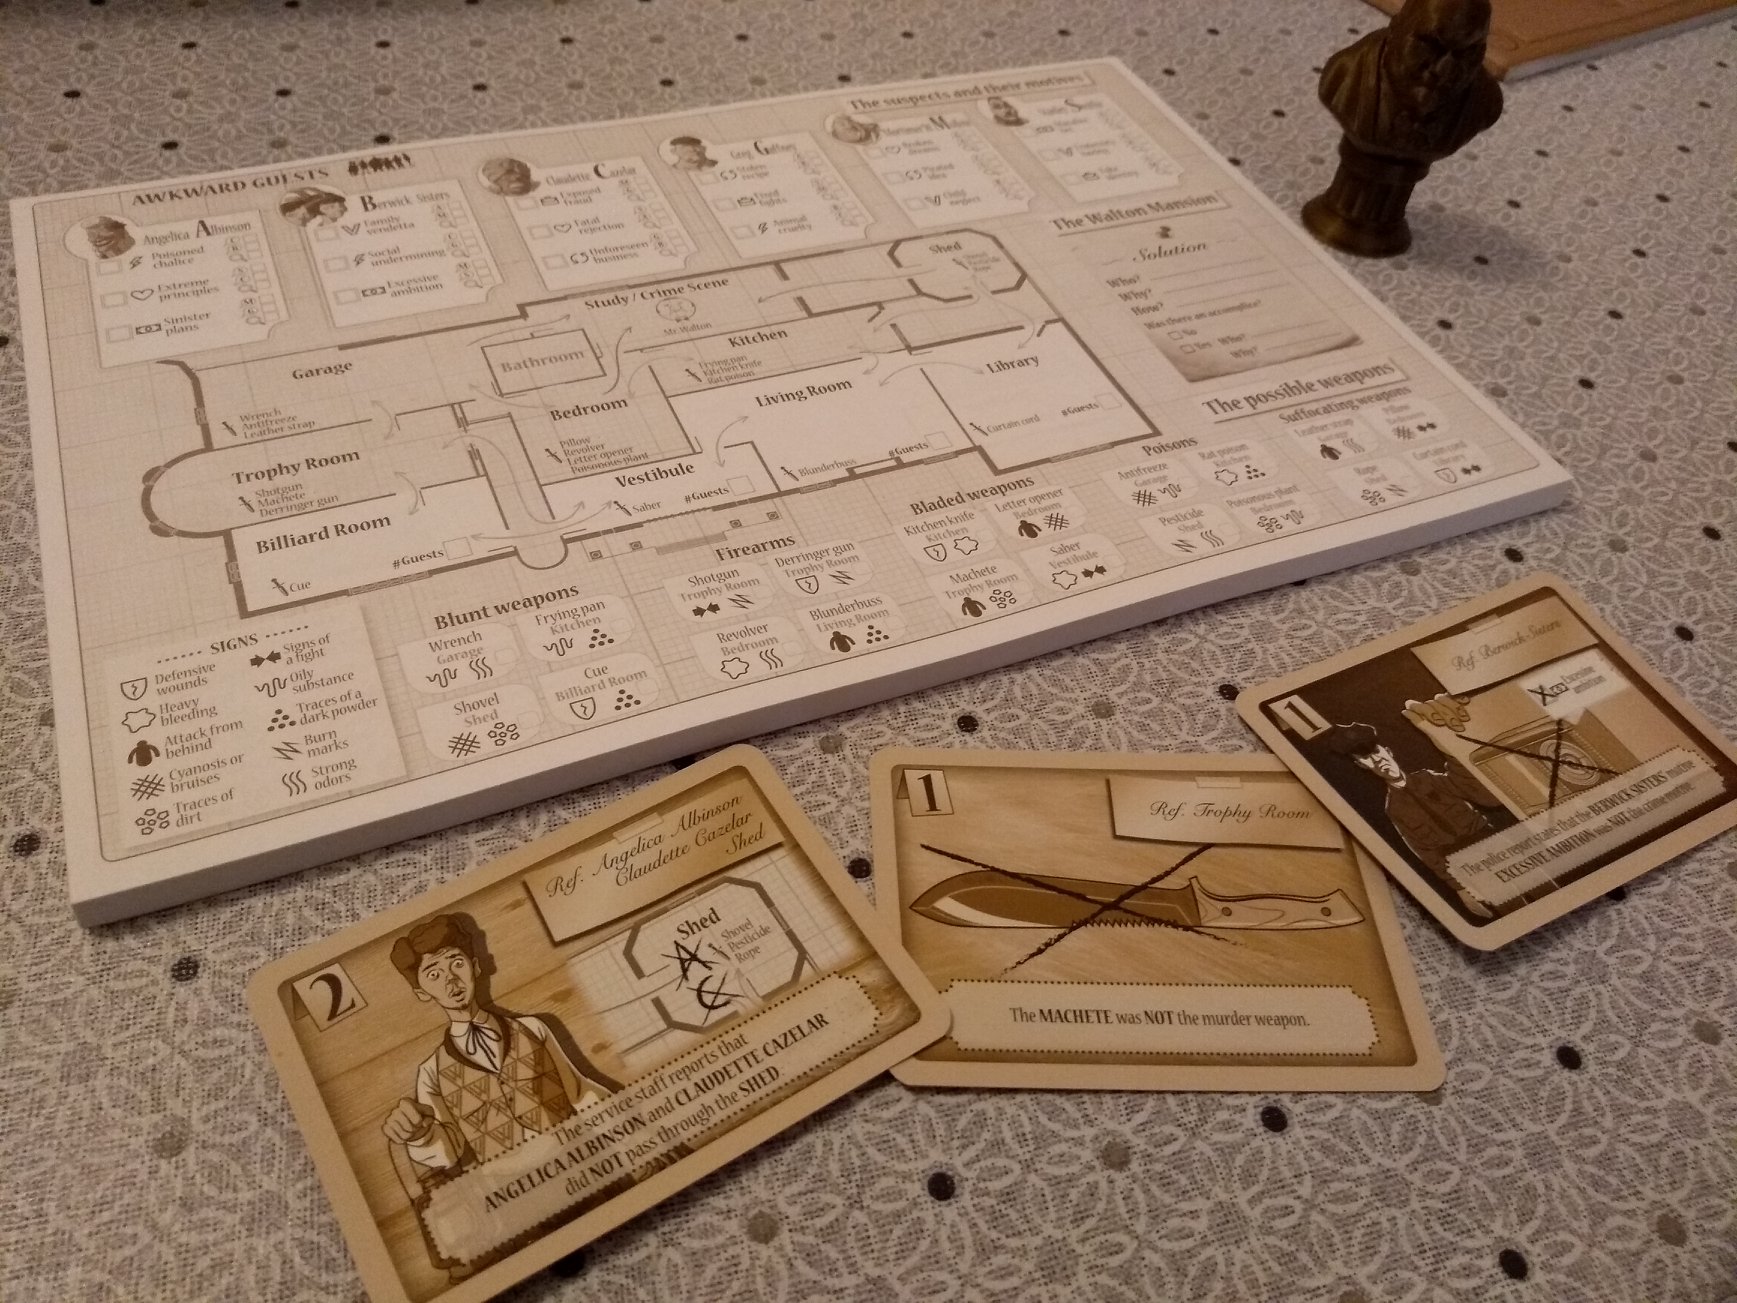 AWKWARD GUESTS
The suspects and their motives
Angelica Albinson
Poisoned
chalice
Extreme
principles
Sinister
plans
Berwick Sisters
Family
vendetta
Social
undermining
Excessive
ambition
Claudette Cazelar
Exposed
fraud
Fatal
rejection
Unforeseen
business
Greg Gaffney
Stolen
recipe
Fixed
fights
Animal
cruelty
Broken
dreams
Pirated
idea
Child
neglect
The Walton Mansion
Solution
Who?
Why?
How?
Was there an accomplice?
No
Yes Who?
Why?
Shed
Study / Crime Scene
Mr. Walton
Bathroom
Kitchen
Frying pan
Kitchen knife
Rat poison
Garage
Wrench
Antifreeze
Leather strap
Bedroom
Pillow
Revolver
Letter opener
Poisonous plant
Living Room
Blunderbuss
#Guests
Library
Curtain cord
#Guests
Trophy Room
Shotgun
Machete
Derringer gun
Vestibule
Saber
#Guests
Billiard Room
Cue
#Guests
SIGNS
Defensive
wounds
Heavy
bleeding
Attack from
behind
Cyanosis or
bruises
Traces of
dirt
Signs of
a fight
Oily
substance
Traces of a
dark powder
Burn
marks
Strong
odors
The possible weapons
Blunt weapons
Wrench
Garage
Frying pan
Kitchen
Shovel
Shed
Cue
Billiard Room
Firearms
Shotgun
Trophy Room
Derringer gun
Trophy Room
Revolver
Bedroom
Blunderbuss
Living Room
Bladed weapons
Kitchen knife
Kitchen
Letter opener
Bedroom
Machete
Trophy Room
Saber
Vestibule
Poisons
Antifreeze
Garage
Rat poison
Kitchen
Pesticide
Shed
Poisonous plant
Bedroom
Suffocating weapons
Leather strap
Garage
Pillow
Rope
Shed
Curtain cord
2
Ref. Angelica Albinson
Claudette Cazelar
Shed
Shed
Shovel
Pesticide
Rope
A
C
The service staff reports that
ANGELICA ALBINSON and CLAUDETTE CAZELAR
did NOT pass through the SHED
1
Ref. Trophy Room
The MACHETE was NOT the murder weapon.
1
Ref. Berwick Sisters
Excessive
ambition
The police report states that the BERWICK SISTERS' motive
EXCESSIVE AMBITION was NOT the crime motive.